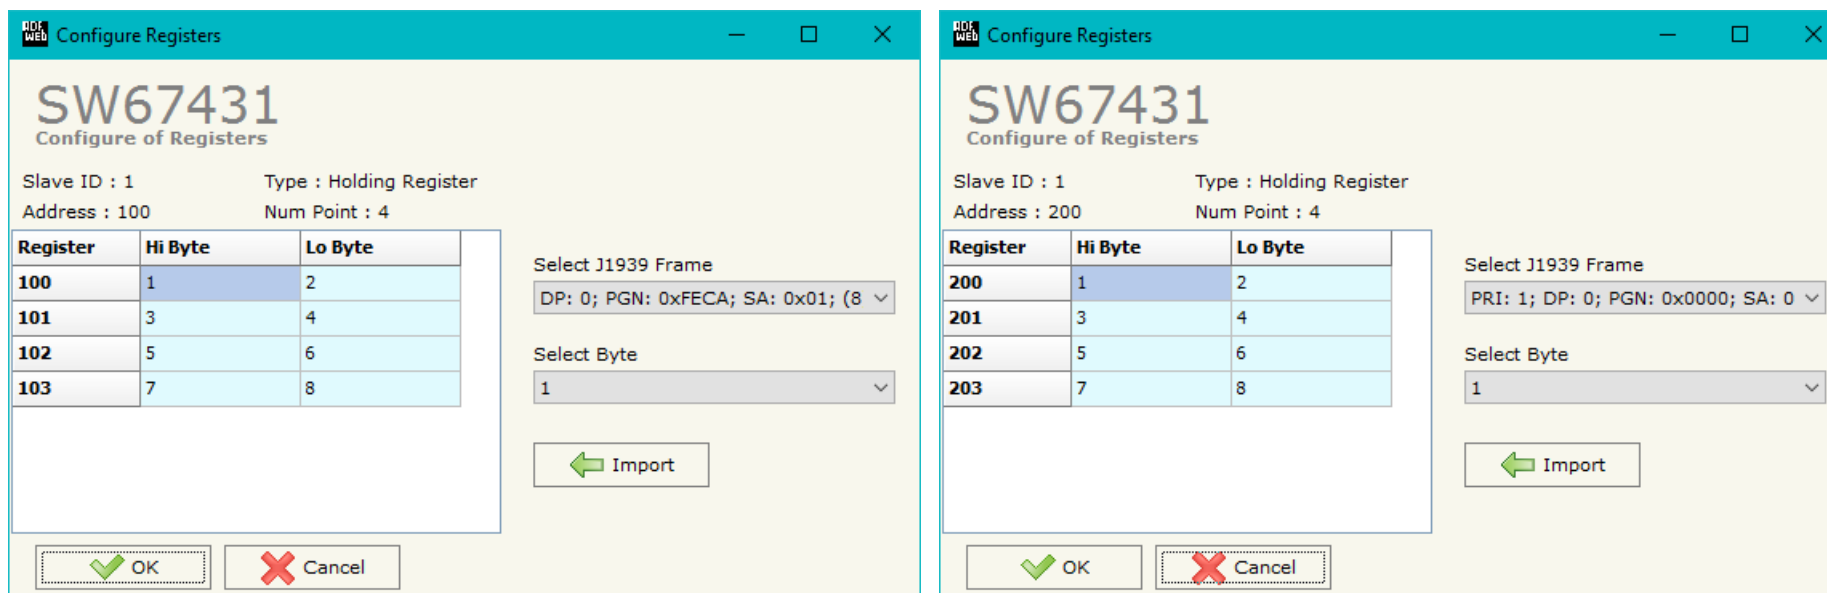 ADF
WEB
Configure Registers
SW67431
Configure of Registers
Slave ID : 1
Type : Holding Register
Address : 100
Num Point : 4
Register Hi Byte Lo Byte
100 1 2
101 3 4
102 5 6
103 7 8
Select J1939 Frame
DP: 0; PGN: 0xFECA; SA: 0x01; (8
Select Byte
1
Import
OK
Cancel
ADF
WEB
Configure Registers
SW67431
Configure of Registers
Slave ID : 1
Type : Holding Register
Address : 200
Num Point : 4
Register Hi Byte Lo Byte
200 1 2
201 3 4
202 5 6
203 7 8
Select J1939 Frame
PRI: 1; DP: 0; PGN: 0x0000; SA: 0
Select Byte
1
Import
OK
Cancel